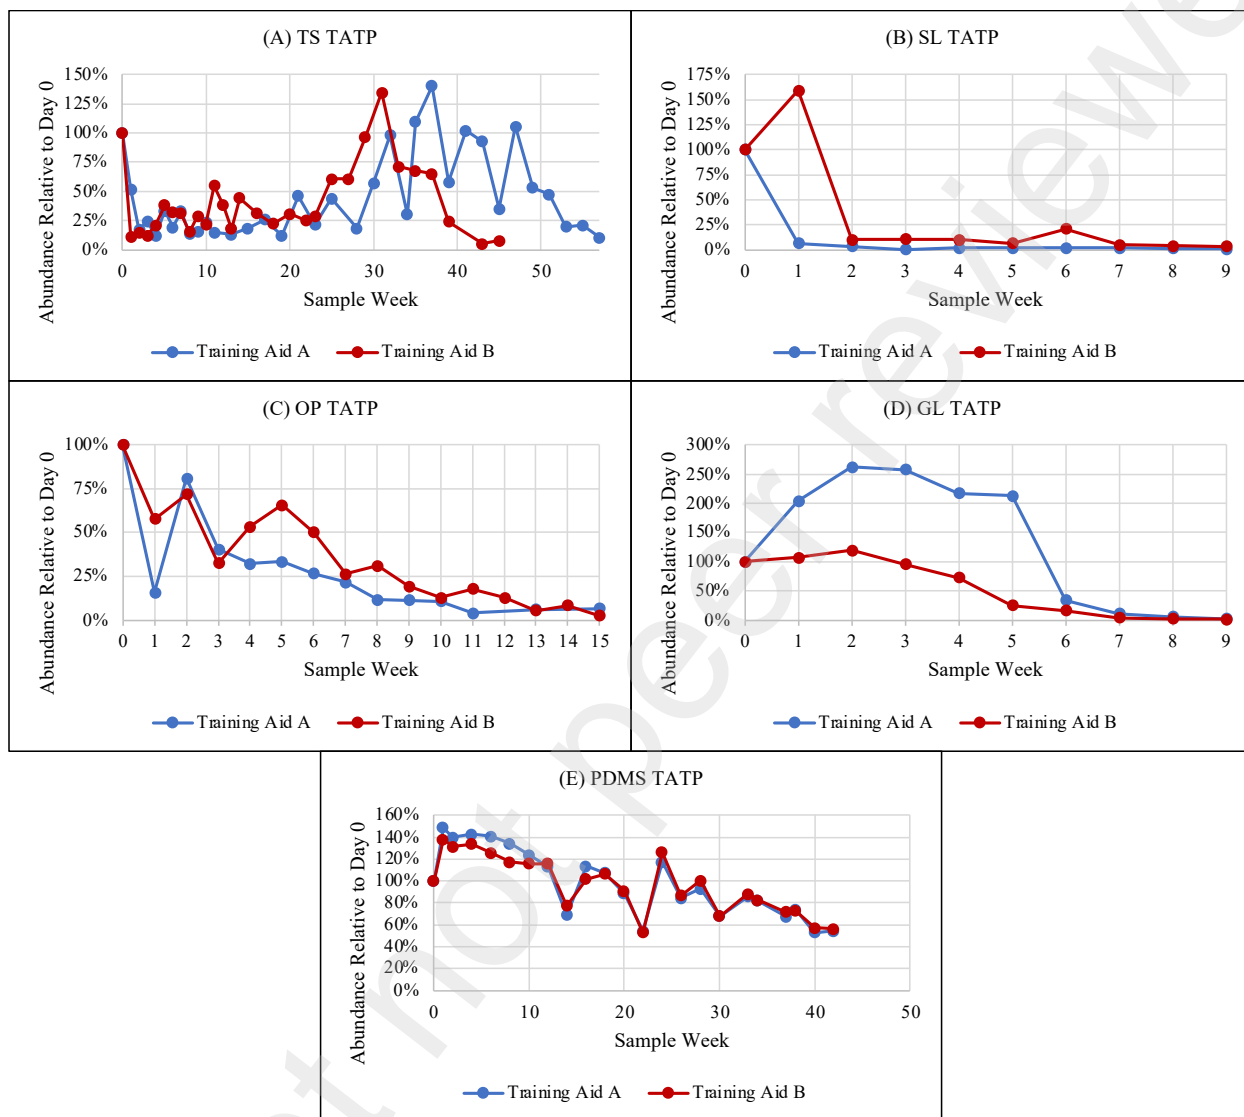 (A) TS TATP
Abundance Relative to Day 0
150%
125%
100%
75%
50%
25%
0%
0 10 20 30 40 50
Sample Week
Training Aid A Training Aid B
(B) SL TATP
Abundance Relative to Day 0
175%
150%
125%
100%
75%
50%
25%
0%
0 1 2 3 4 5 6 7 8 9
Sample Week
Training Aid A Training Aid B
(C) OP TATP
Abundance Relative to Day 0
100%
75%
50%
25%
0%
0 1 2 3 4 5 6 7 8 9 10 11 12 13 14 15
Sample Week
Training Aid A Training Aid B
(D) GL TATP
Abundance Relative to Day 0
300%
250%
200%
150%
100%
50%
0%
0 1 2 3 4 5 6 7 8 9
Sample Week
Training Aid A Training Aid B
(E) PDMS TATP
Abundance Relative to Day 0
160%
140%
120%
100%
80%
60%
40%
20%
0%
0 10 20 30 40 50
Sample Week
Training Aid A Training Aid B
not peer reviewe